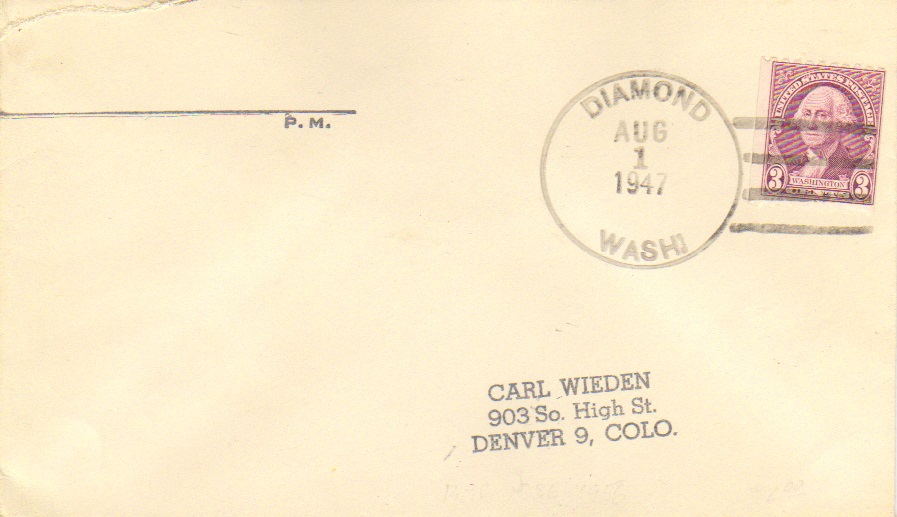 P. M.
DIAMOND
AUG
1
1947
WASH
UNITED STATES POSTAGE
3 WASHINGTON 3
CARL WIEDEN
903 So. High St.
DENVER 9, COLO.